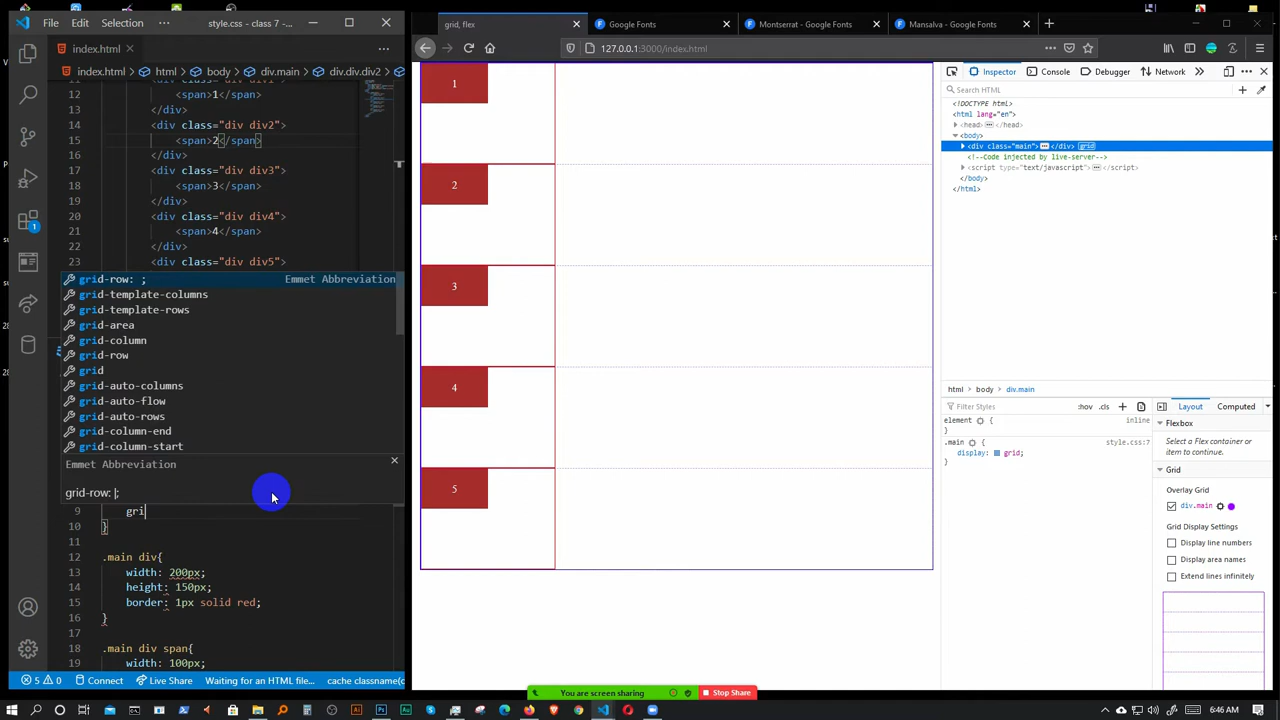 File Edit Selection ··· style.css - class 7 -...
index.html
index.html > html > body > div.main > div.div.div2 >
12 <span>1</span>
13 </div>
14 <div class="div div2">
15 <span>2</span>
16 </div>
17 <div class="div div3">
18 <span>3</span>
19 </div>
20 <div class="div div4">
21 <span>4</span>
22 </div>
23 <div class="div div5">
grid-row: ; Emmet Abbreviation
grid-template-columns
grid-template-rows
grid-area
grid-column
grid-row
grid
grid-auto-columns
grid-auto-flow
grid-auto-rows
grid-column-end
grid-column-start
Emmet Abbreviation
grid-row: |;
9 gri
10 }
11
12 .main div{
13 width: 200px;
14 height: 150px;
15 border: 1px solid red;
16 }
17
18 .main div span{
19 width: 100px;
5 0 Connect Live Share Waiting for an HTML file... cache classname(c
grid, flex
Google Fonts
Montserrat - Google Fonts
Mansalva - Google Fonts
127.0.0.1:3000/index.html
1
2
3
4
5
Inspector Console Debugger Network
Search HTML
<!DOCTYPE html>
<html lang="en">
<head> </head>
<body>
<div class="main"> </div> grid
<!--Code injected by live-server-->
<script type="text/javascript"> </script>
</body>
</html>
html > body > div.main
Filter Styles :hov .cls + Layout Computed
element { inline
}
.main { style.css:7
display: grid;
}
Flexbox
Select a Flex container or
item to continue.
Grid
Overlay Grid
div.main
Grid Display Settings
Display line numbers
Display area names
Extend lines infinitely
You are screen sharing Stop Share
6:46 AM